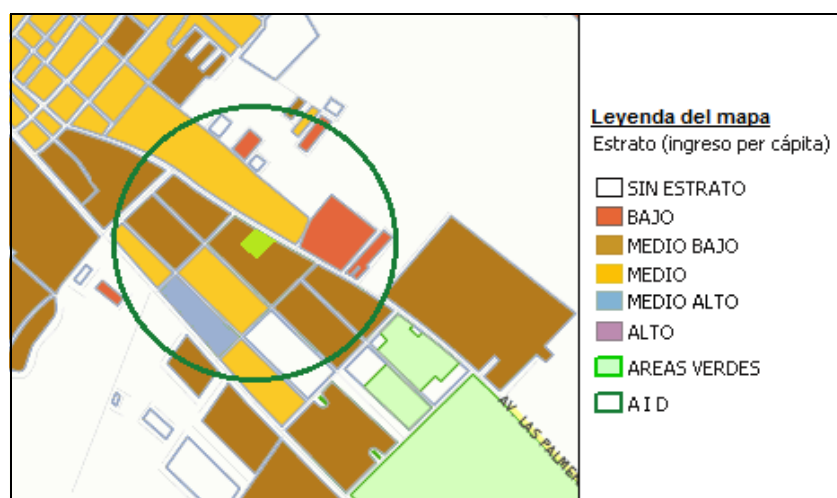 Leyenda del mapa
Estrato (ingreso per cápita)
SIN ESTRATO
BAJO
MEDIO BAJO
MEDIO
MEDIO ALTO
ALTO
AREAS VERDES
A I D
AV. LAS PALMEN